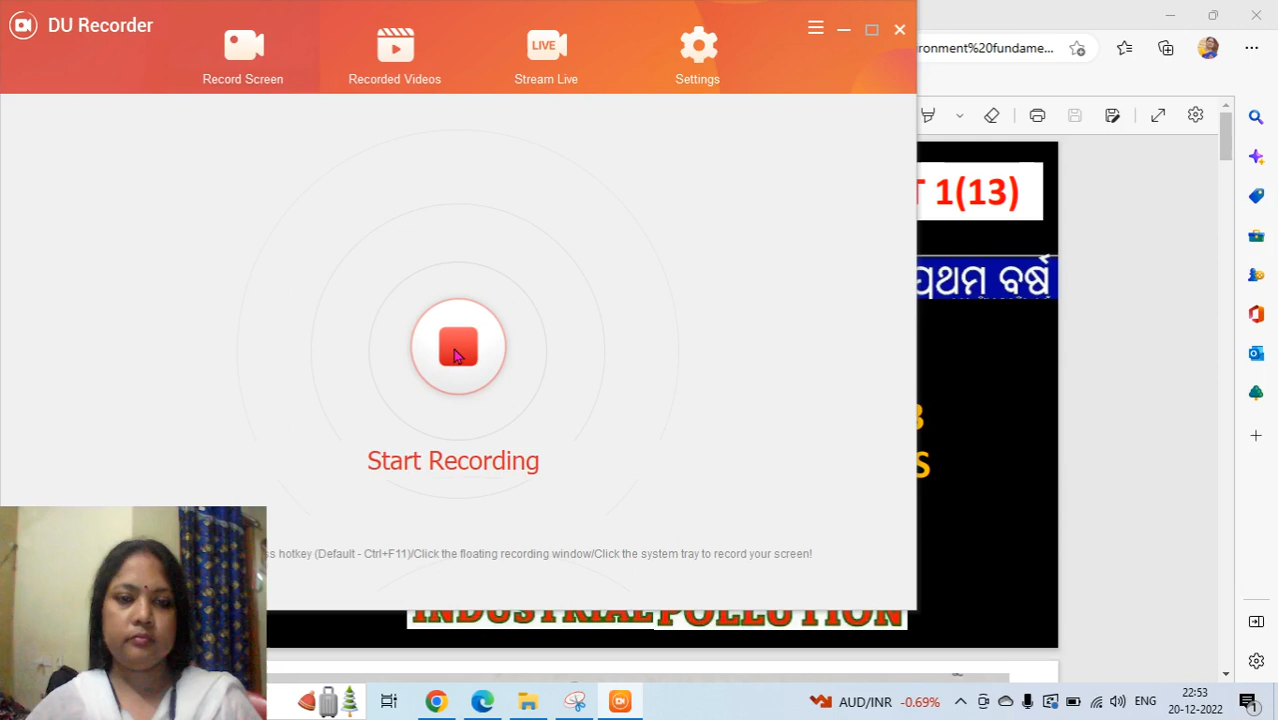 DU Recorder
Record Screen
Recorded Videos
LIVE
Stream Live
Settings
ronment%20fundame...
1(13)
ପ୍ରଥମ ବର୍ଷ
S
Start Recording
ss hotkey (Default - Ctrl+F11)/Click the floating recording window/Click the system tray to record your screen!
INDUSTRIAL POLLUTION
AUD/INR -0.69%
ENG
22:53
20-12-2022
1